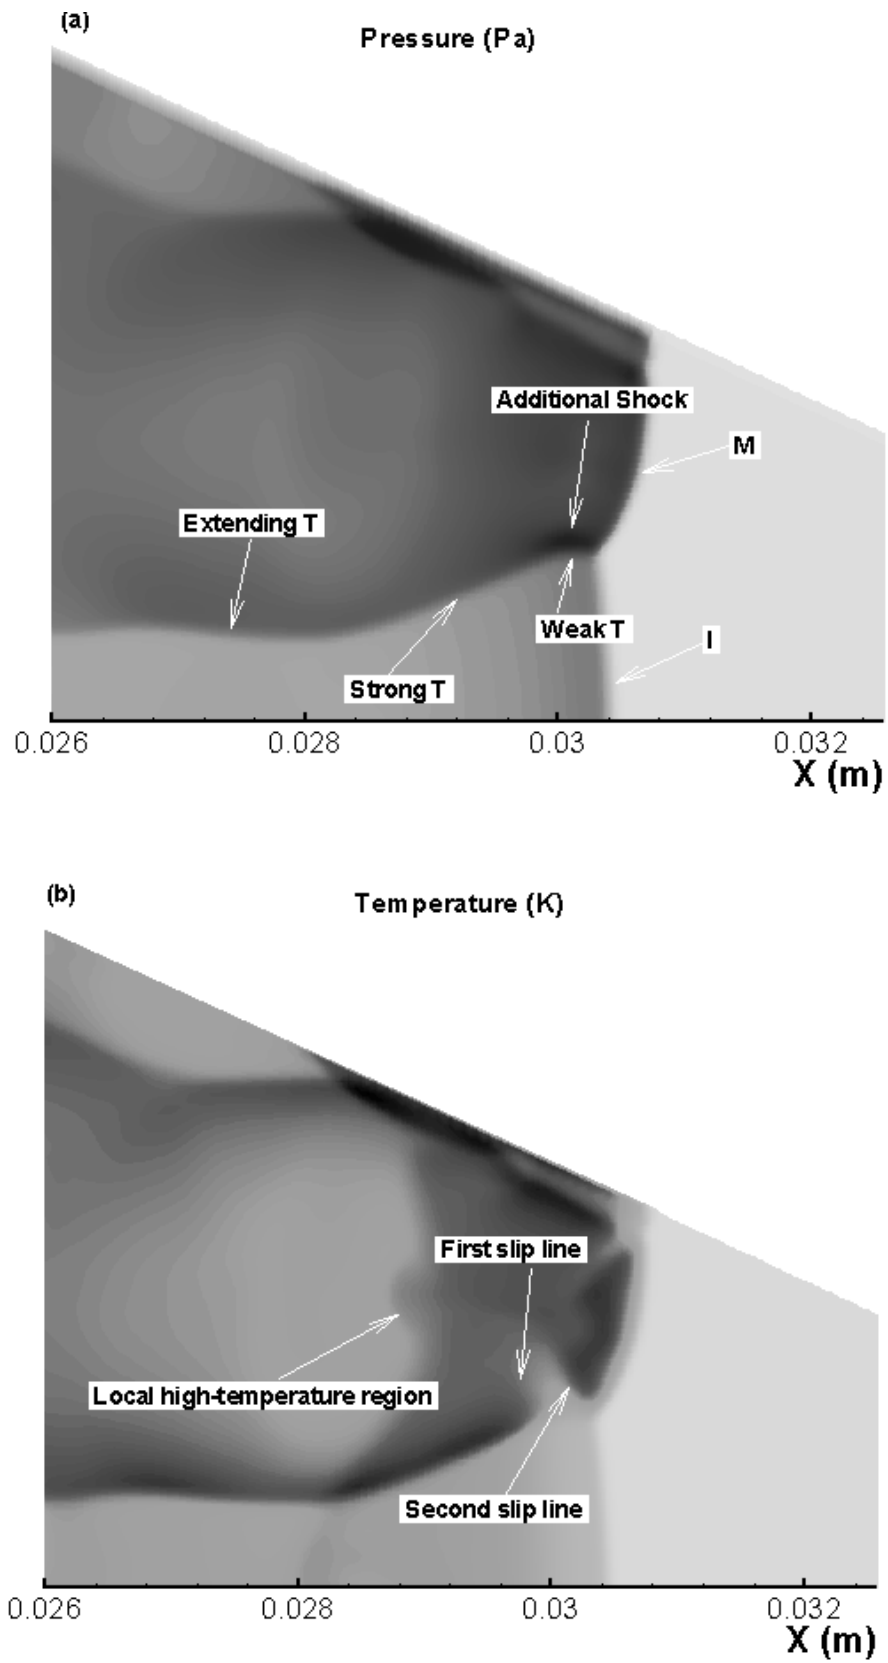 (a)
Pressure (Pa)
Additional Shock
M
Extending T
Weak T
I
Strong T
0.026 0.028 0.03 0.032
X (m)
(b)
Temperature (K)
First slip line
Local high-temperature region
Second slip line
0.026 0.028 0.03 0.032
X (m)